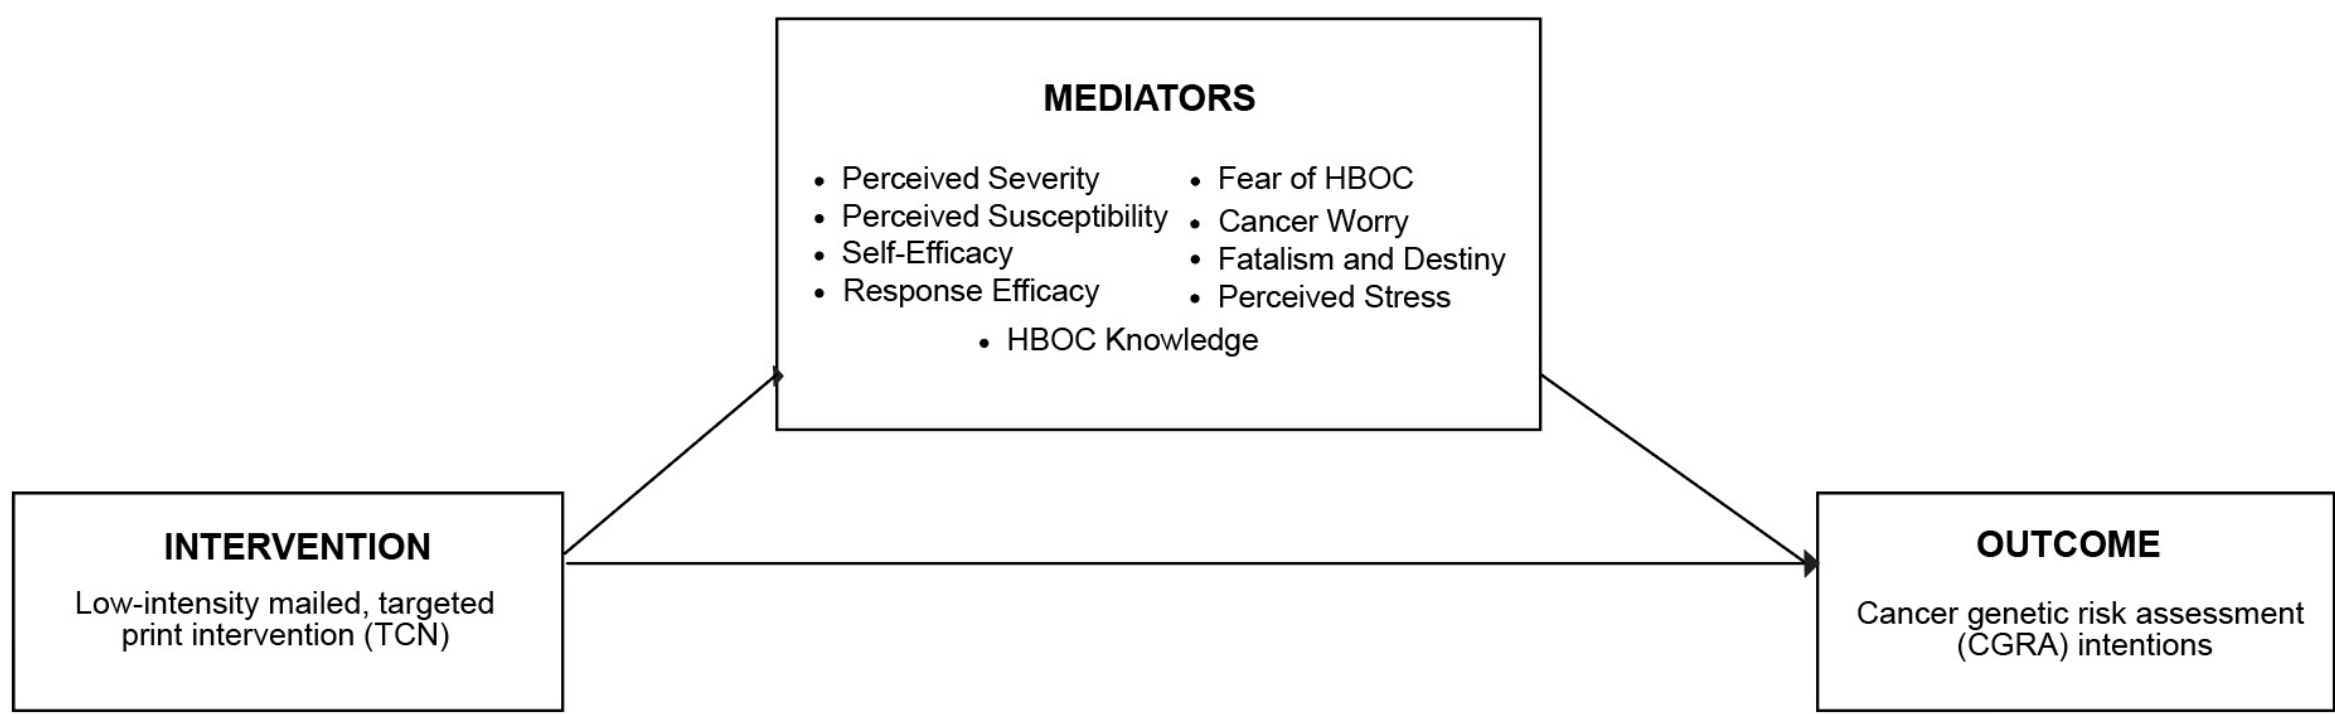 MEDIATORS
• Perceived Severity
• Perceived Susceptibility
• Self-Efficacy
• Response Efficacy
• Fear of HBOC
• Cancer Worry
• Fatalism and Destiny
• Perceived Stress
• HBOC Knowledge
INTERVENTION
Low-intensity mailed, targeted
print intervention (TCN)
OUTCOME
Cancer genetic risk assessment
(CGRA) intentions